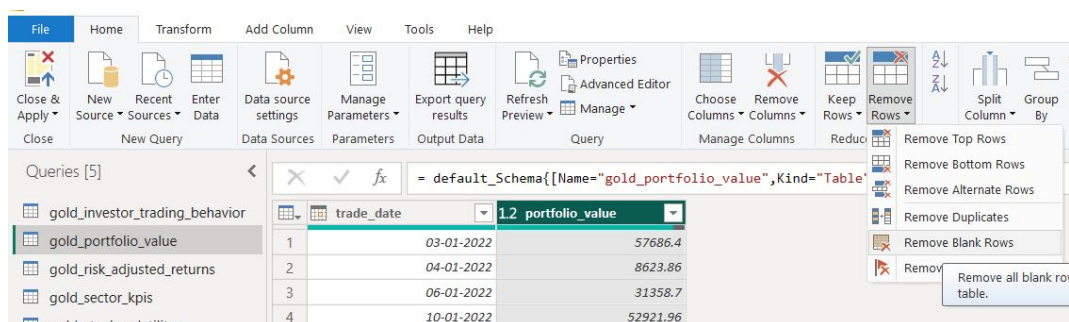 File Home Transform Add Column View Tools Help
Properties
Advanced Editor
Manage
Close & Apply
New Source
Recent Sources
Enter Data
Data source settings
Manage Parameters
Export query results
Refresh Preview
Choose Columns
Remove Columns
Keep Rows
Remove Rows
Split Column
Group By
Close New Query Data Sources Parameters Output Data Query Manage Columns
Remove Top Rows
Remove Bottom Rows
Remove Alternate Rows
Remove Duplicates
Remove Blank Rows
Remove all blank
table.
Queries [5]
fx = default_Schema{[Name="gold_portfolio_value",Kind="Table"
gold_investor_trading_behavior
gold_portfolio_value
gold_risk_adjusted_returns
gold_sector_kpis
trade_date 1.2 portfolio_value
1 03-01-2022 57686.4
2 04-01-2022 8623.86
3 06-01-2022 31358.7
4 10-01-2022 52921.96